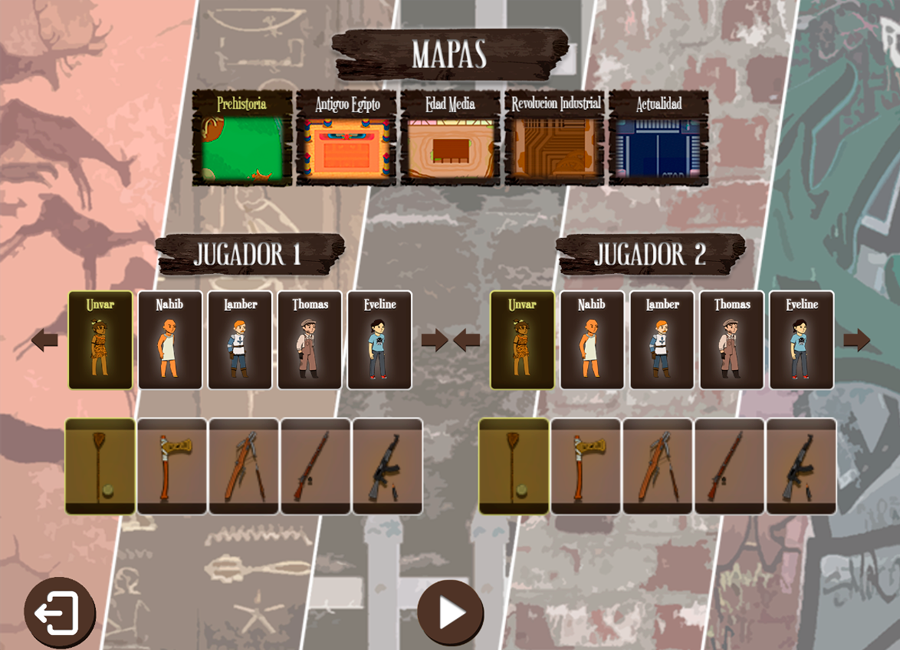 MAPAS
Prehistoria Antiguo Egipto Edad Media Revolucion Industrial Actualidad
STOP
JUGADOR 1 JUGADOR 2
Unvar Nahib Lamber Thomas Eveline Unvar Nahib Lamber Thomas Eveline